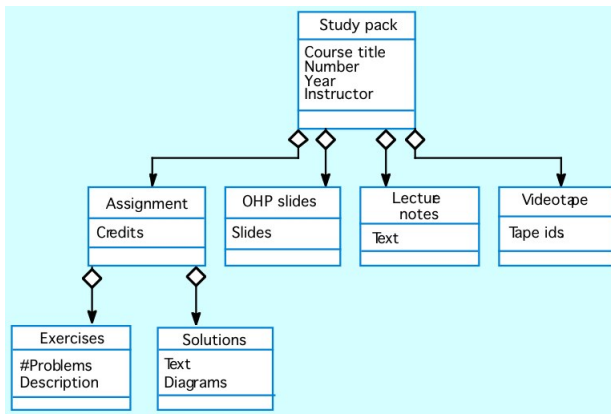 Study pack
Course title
Number
Year
Instructor
Assignment
Credits
OHP slides
Slides
Lecture
notes
Text
Videotape
Tape ids
Exercises
#Problems
Description
Solutions
Text
Diagrams